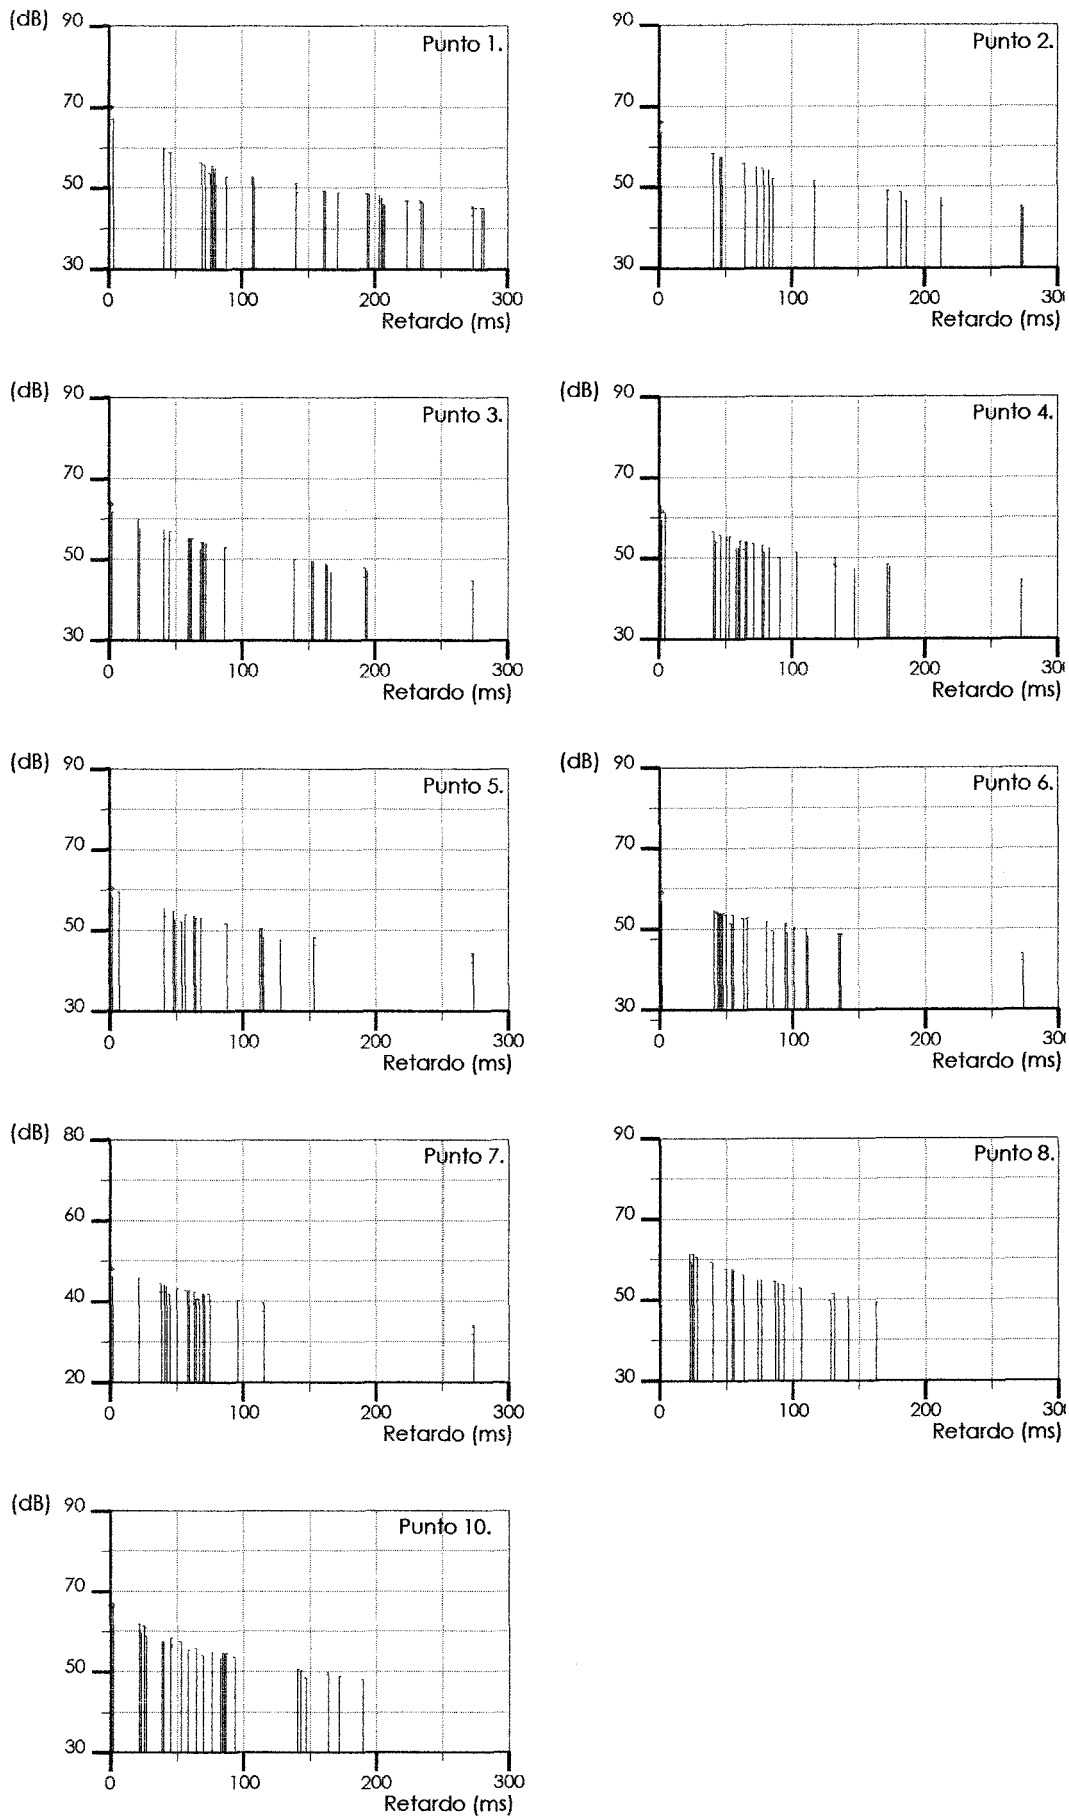 (dB) 90
Punto 1.
70
50
30
0 100 200 300
Retardo (ms)
90
Punto 2.
70
50
30
0 100 200 30
Retardo (ms)
(dB) 90
Punto 3.
70
50
30
0 100 200 300
Retardo (ms)
(dB) 90
Punto 4.
70
50
30
0 100 200 30
Retardo (ms)
(dB) 90
Punto 5.
70
50
30
0 100 200 300
Retardo (ms)
(dB) 90
Punto 6.
70
50
30
0 100 200 30
Retardo (ms)
(dB) 80
Punto 7.
60
40
20
0 100 200 300
Retardo (ms)
90
Punto 8.
70
50
30
0 100 200 30
Retardo (ms)
(dB) 90
Punto 10.
70
50
30
0 100 200 300
Retardo (ms)